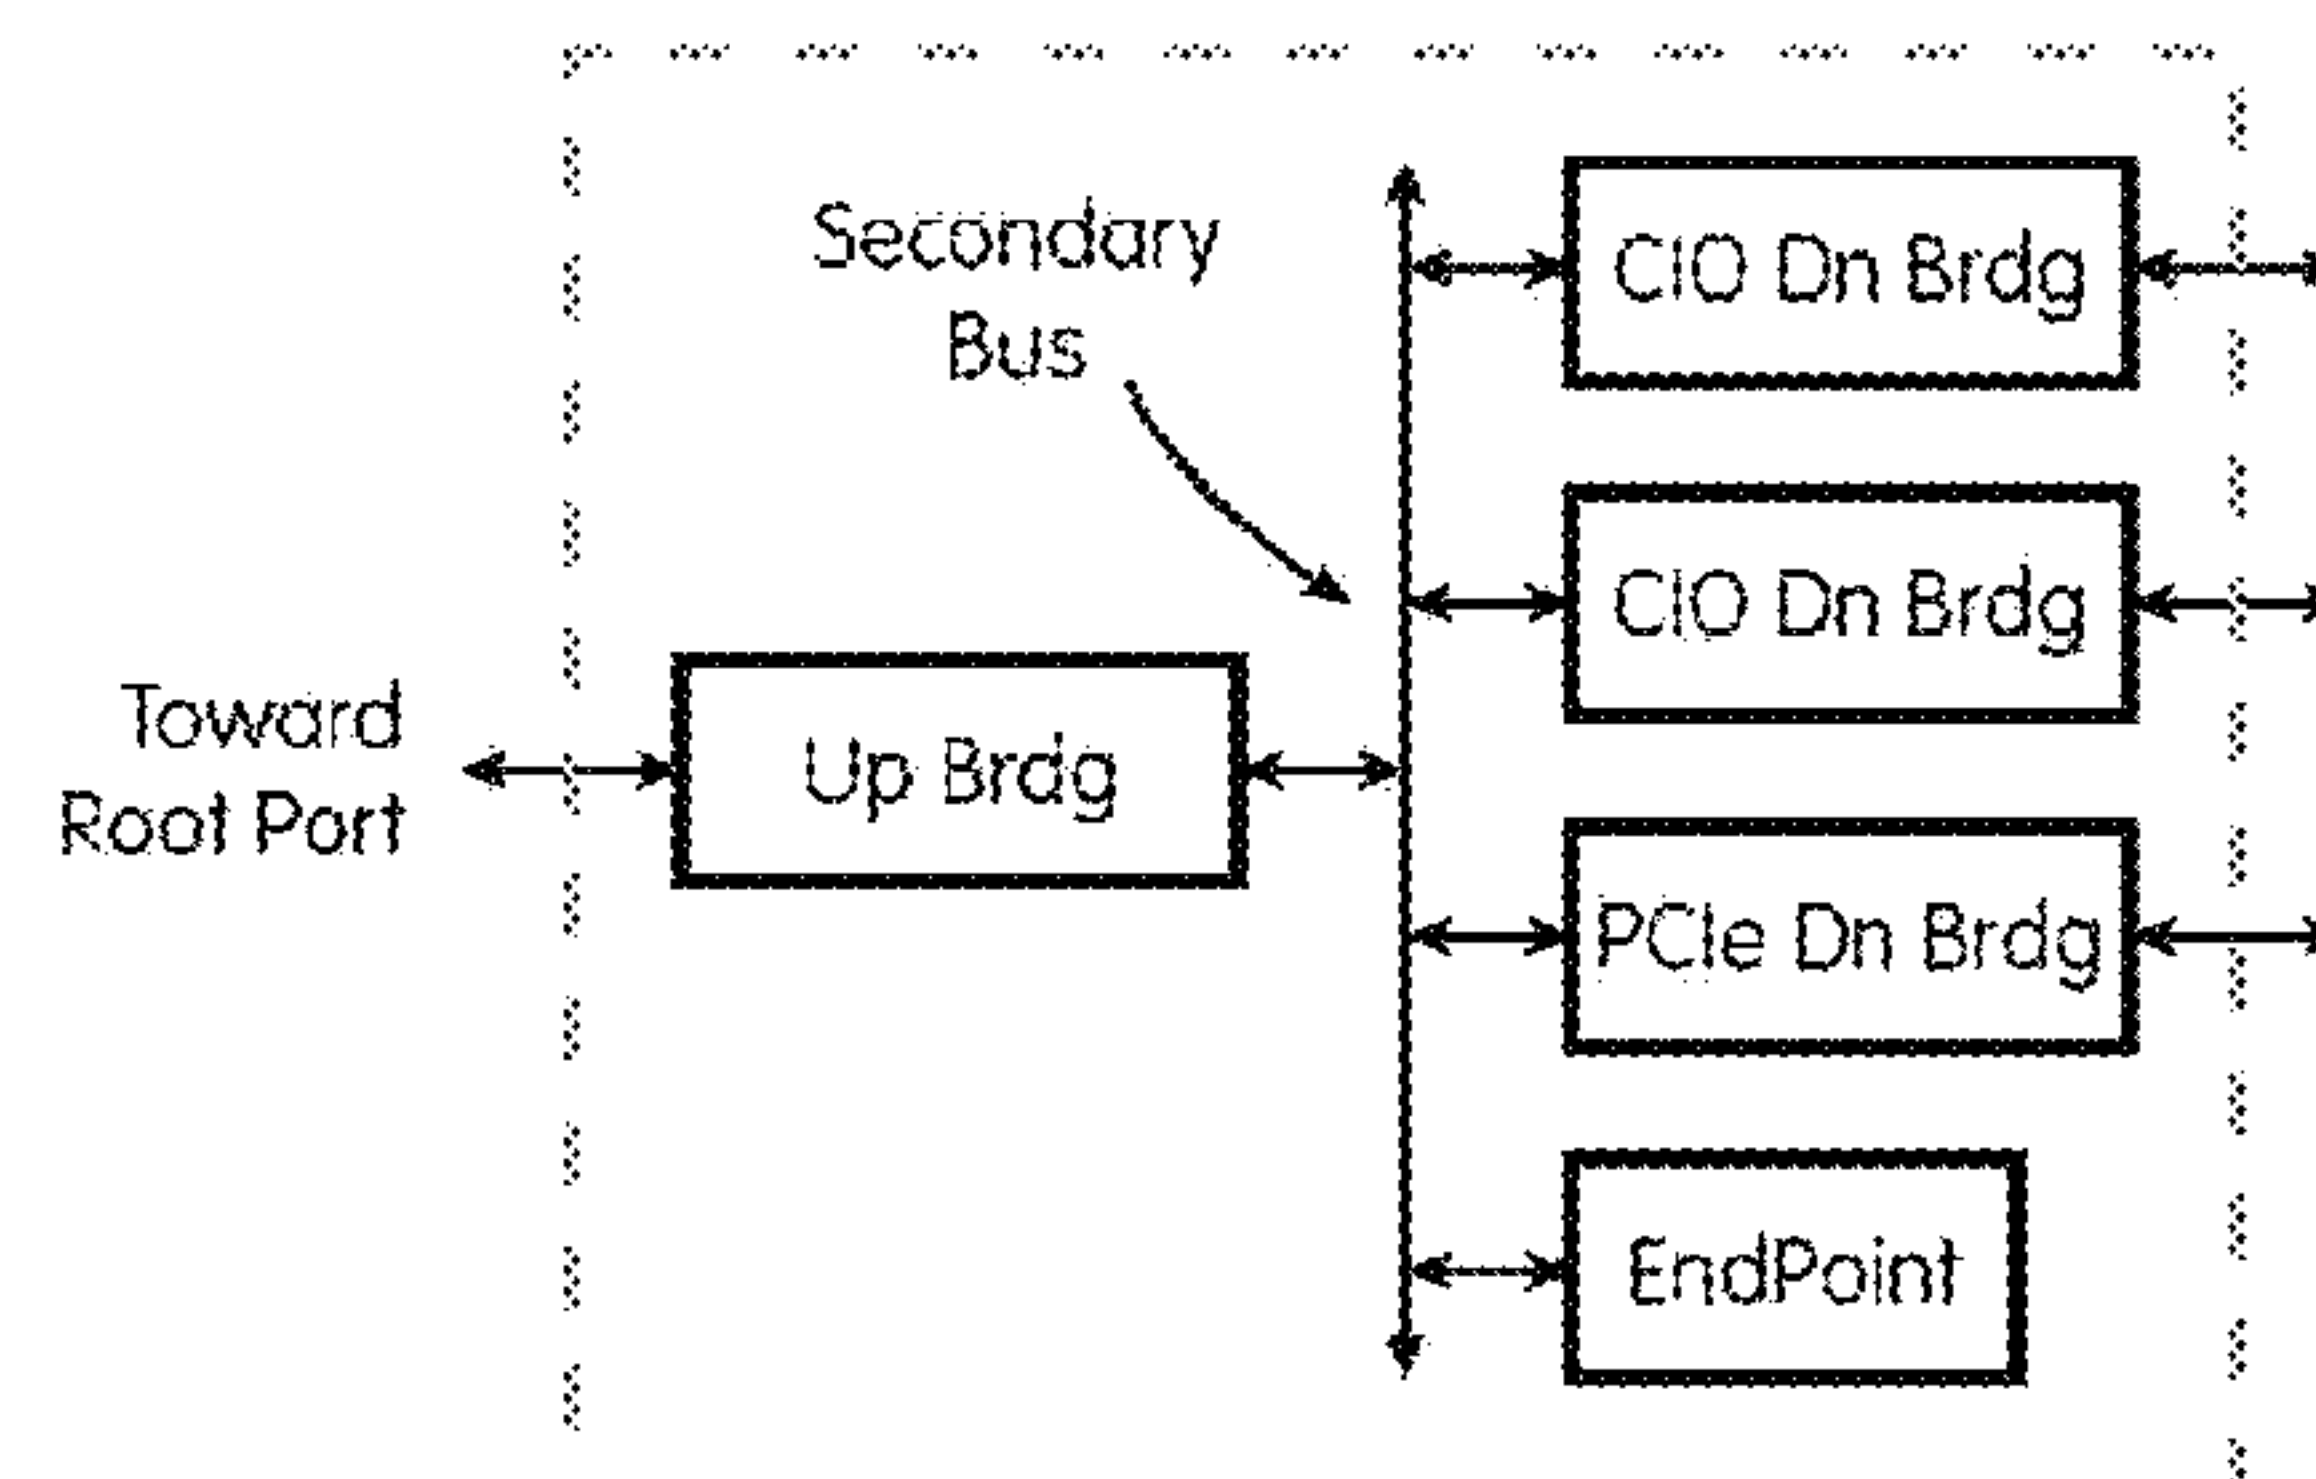 Secondary
Bus
CIO Dn Brdg
CIO Dn Brdg
Toward
Root Port
Up Brdg
PCIe Dn Brdg
EndPoint